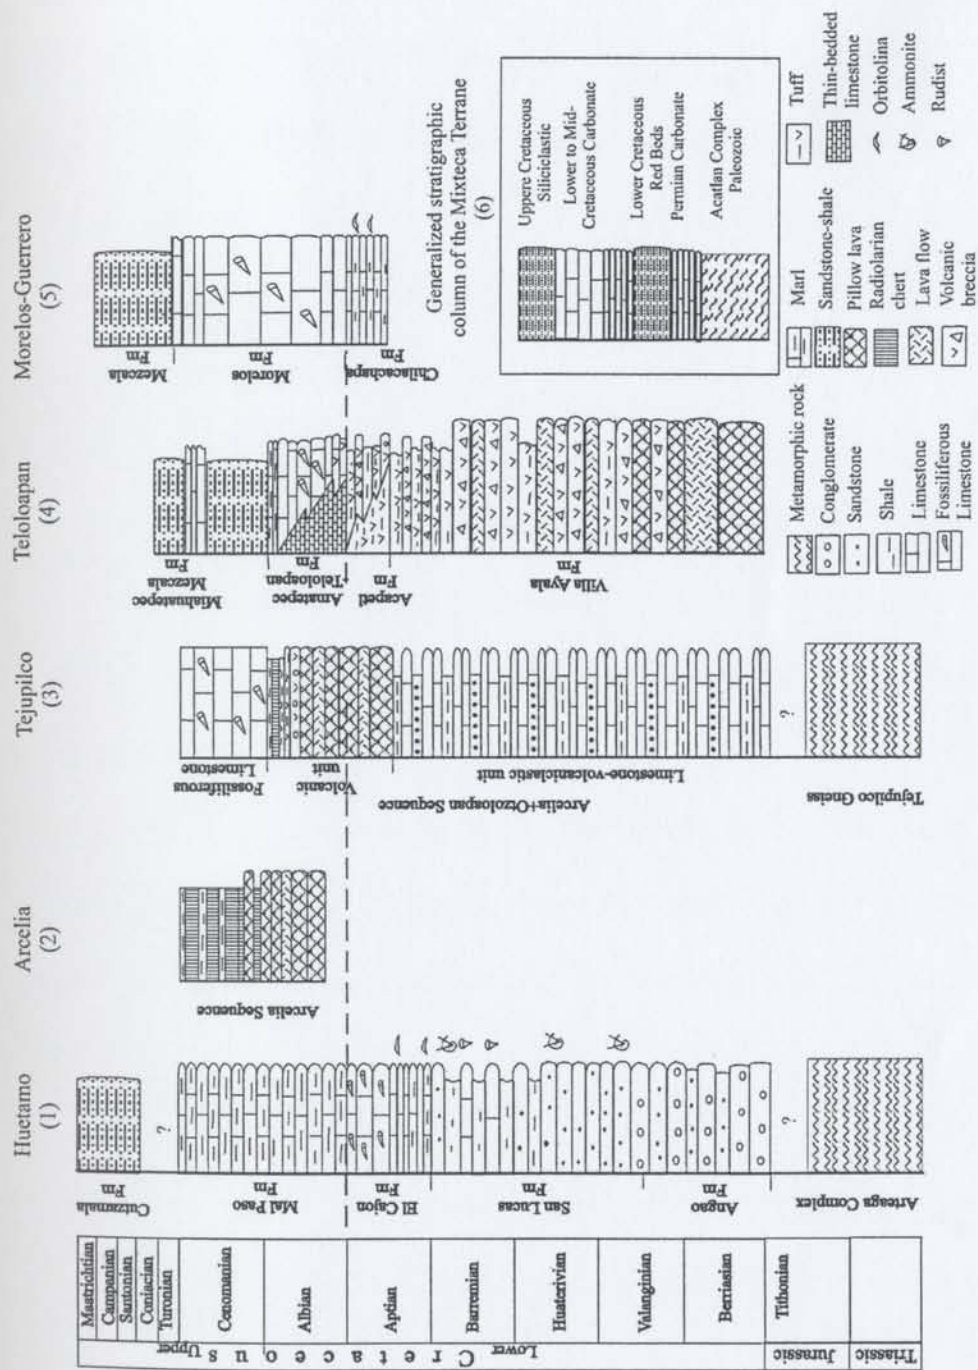 Huetamo
(1)
Arcelia
(2)
Tejupilco
(3)
Teloloapan
(4)
Morelos-Guerrero
(5)
Maastrichtian
Campanian
Santonian
Coniacian
Turonian
Cenomanian
Albian
Aptian
Barremian
Huaterivian
Valanginian
Berriasian
Tithonian
Upper
Lower
Cretaceous
Jurassic
Triassic
Cutzamala
Fm
Mal Paso
Fm
El Cajon
Fm
San Lucas
Fm
Angao
Fm
Arteaga Complex
?
?
Arcelia Sequence
Fossiliferous
Limestone
Volcanic
unit
Limestone-volcaniclastic unit
Arcelia+Otzoloapan Sequence
Tejupilco Gneiss
?
Miahuatepec
Mezcala
Fm
Amatepec
Teloloapan
Fm
Acapetl
Fm
Villa Ayala
Fm
Mezcala
Fm
Morelos
Fm
Chilacachapa
Fm
Generalized stratigraphic
column of the Mixteca Terrane
(6)
Uppere Cretaceous
Siliciclastic
Lower to Mid-
Cretaceous Carbonate
Lower Cretaceous
Red Beds
Permian Carbonate
Acatlan Complex
Paleozoic
Metamorphic rock
Conglomerate
Sandstone
Shale
Limestone
Fossiliferous
Limestone
Marl
Sandstone-shale
Pillow lava
Radiolarian
chert
Lava flow
Volcanic
breccia
Tuff
Thin-bedded
limestone
Orbitolina
Ammonite
Rudist